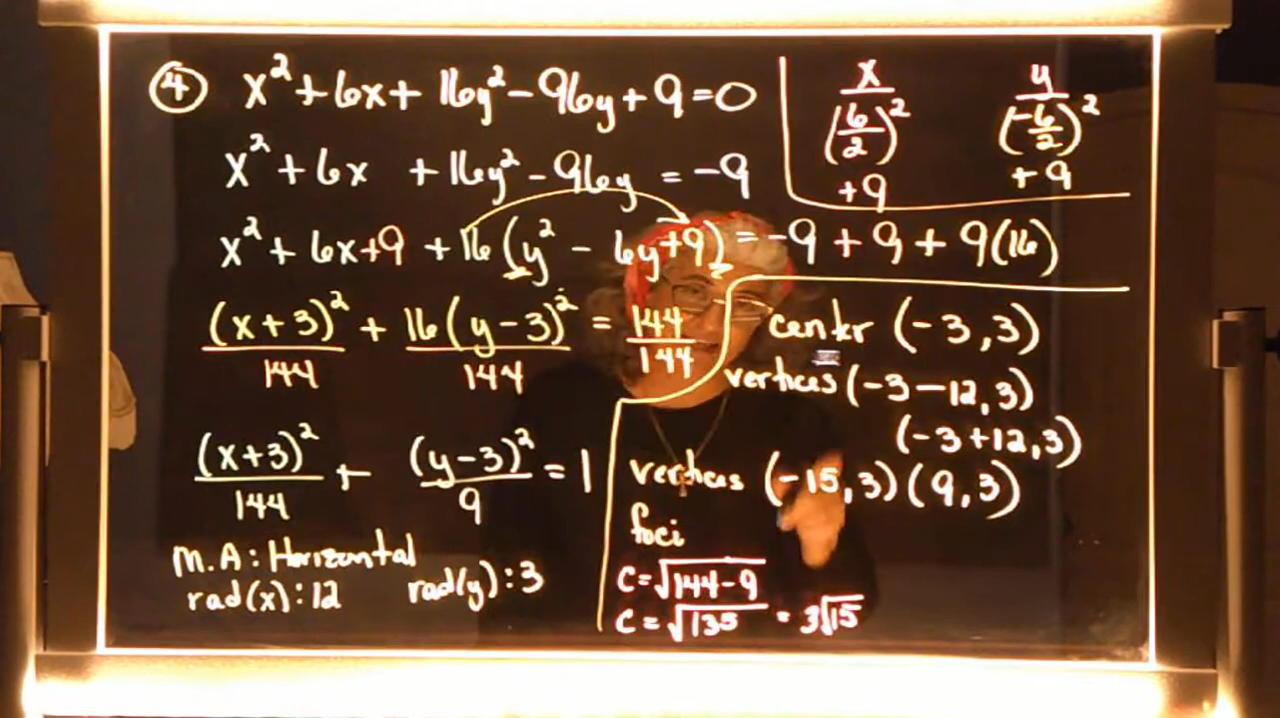 ④ x² + 6x + 16y² - 96y + 9 = 0
x² + 6x + 16y² - 96y = -9
x² + 6x + 9 + 16(y² - 6y + 9) = -9 + 9 + 9(16)
(x + 3)²/144 + 16(y - 3)²/144 = 144/144
(x + 3)²/144 + (y - 3)²/9 = 1
M.A: Horizontal
rad(x): 12 rad(y): 3
x y
(6/2)² (-6/2)²
+9 +9
center (-3, 3)
vertices (-3 - 12, 3)
(-3 + 12, 3)
vertices (-15, 3) (9, 3)
foci
c = √144 - 9
c = √135 = 3√15